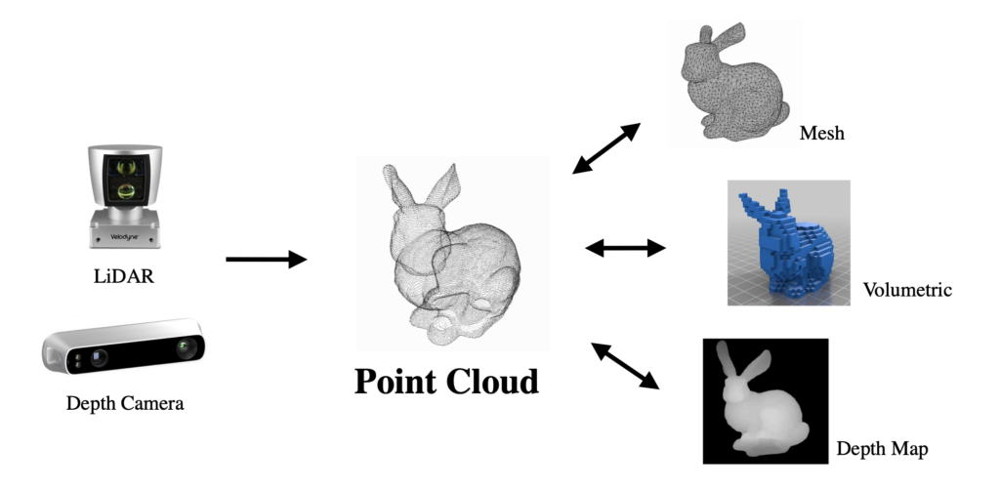 Velodyne
LiDAR
Depth Camera
Point Cloud
Mesh
Volumetric
Depth Map